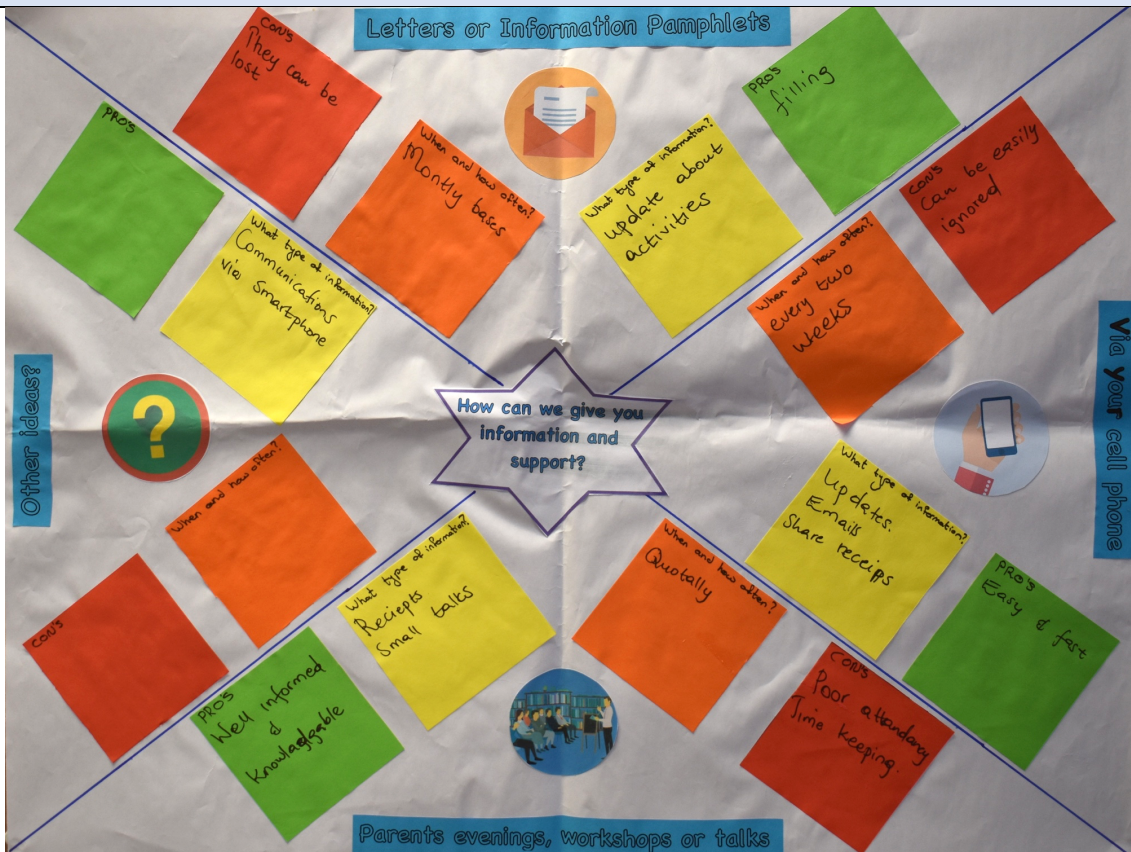 Letters or Information Pamphlets
CON'S
They can be
lost
When and how often?
Montly bases
What type of information?
update about
activities
PRO'S
filling
Via your cell phone
CON'S
Can be easily
ignored
When and how often?
every two
weeks
What type of information?
Updates.
Emails
Share receipps
PRO'S
Easy & fast
Parents evenings, workshops or talks
PRO'S
Well informed
&
Knowladgable
What type of information?
Reciepts
Small talks
When and how often?
Quotally
CON'S
Poor attandancy
Time keeping.
Other ideas?
PRO'S
What type of information?
Communications
via Smartphone
When and how often?
CON'S
How can we give you
information and
support?